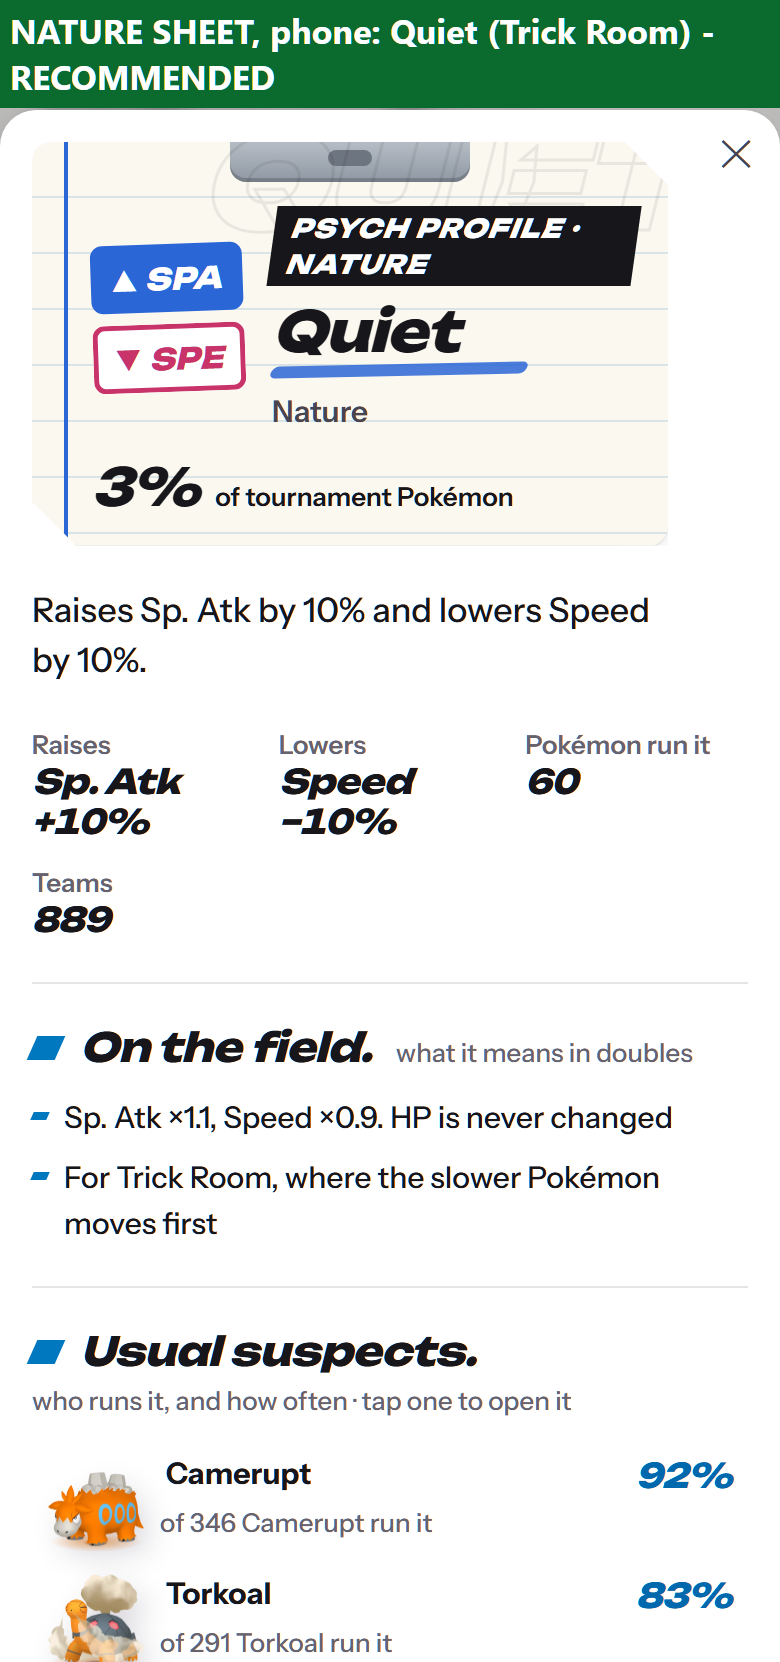 NATURE SHEET, phone: Quiet (Trick Room) -
RECOMMENDED
QUIET
PSYCH PROFILE •
NATURE
▲ SPA
▼ SPE
Quiet
Nature
3% of tournament Pokémon
Raises Sp. Atk by 10% and lowers Speed
by 10%.
Raises
Sp. Atk
+10%
Lowers
Speed
−10%
Pokémon run it
60
Teams
889
On the field. what it means in doubles
Sp. Atk ×1.1, Speed ×0.9. HP is never changed
For Trick Room, where the slower Pokémon
moves first
Usual suspects.
who runs it, and how often · tap one to open it
Camerupt 92%
of 346 Camerupt run it
Torkoal 83%
of 291 Torkoal run it